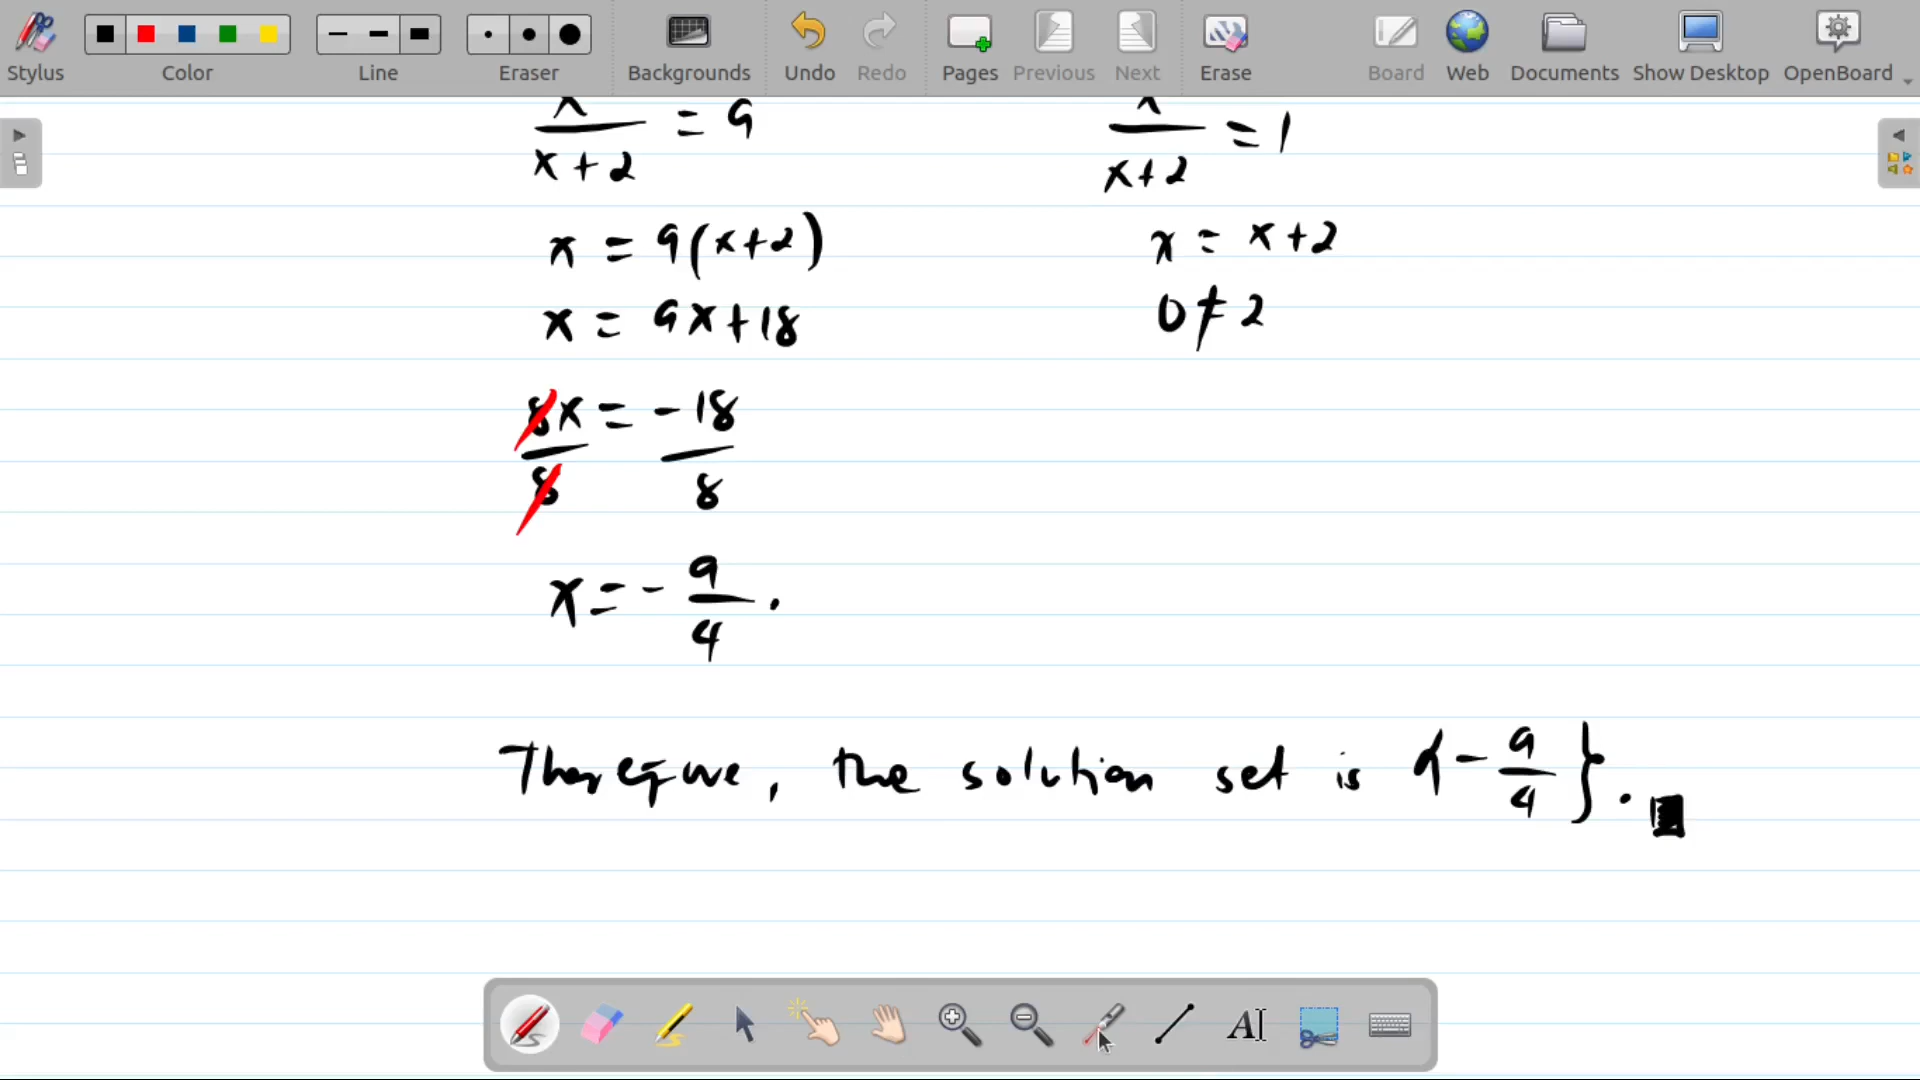 Stylus Color Line Eraser Backgrounds Undo Redo Pages Previous Next Erase Board Web Documents Show Desktop OpenBoard
x/(x+2) = 9
x = 9(x+2)
x = 9x+18
8x/8 = -18/8
x = - 9/4 .
x/(x+2) = 1
x = x+2
0 ≠ 2
Therefore, the solution set is {- 9/4}.
AI